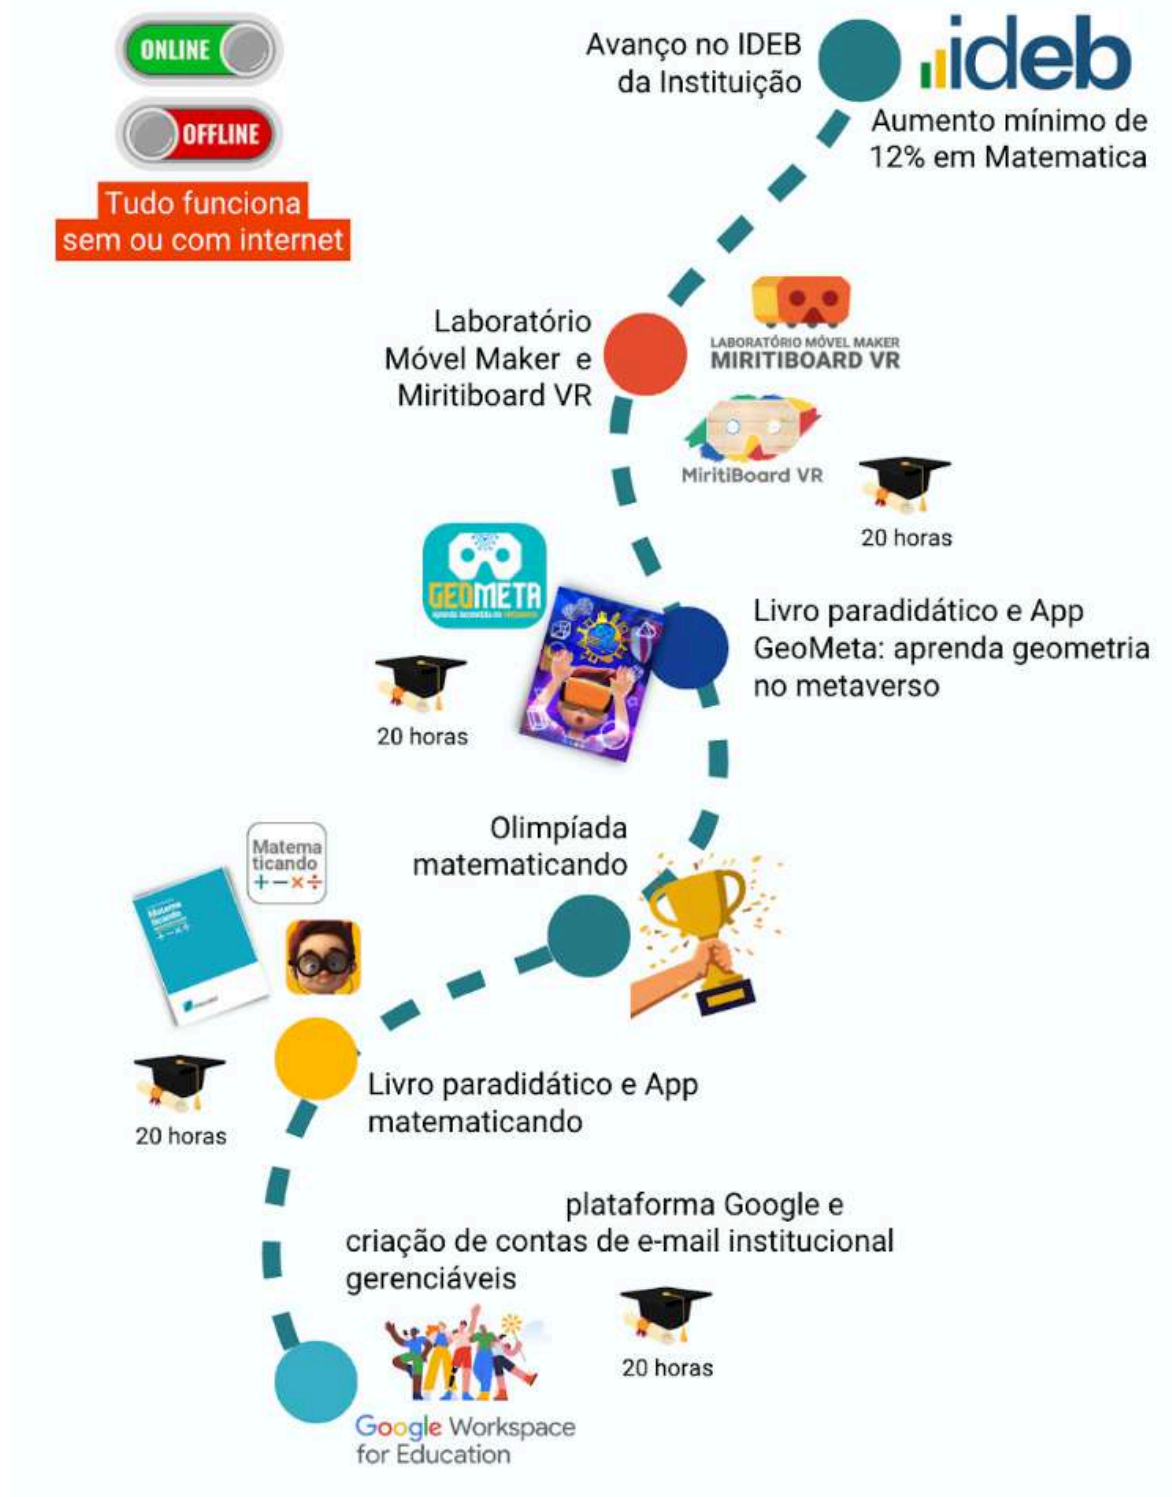 ONLINE
OFFLINE
Tudo funciona
sem ou com internet
Avanço no IDEB
da Instituição
ideb
Aumento mínimo de
12% em Matematica
Laboratório
Móvel Maker e
Miritiboard VR
LABORATÓRIO MÓVEL MAKER
MIRITIBOARD VR
MiritiBoard VR
20 horas
GEOMETA
20 horas
Livro paradidático e App
GeoMeta: aprenda geometria
no metaverso
Olimpíada
matematicando
Matema
ticando
+−×÷
Matema
ticando
+−×÷
20 horas
Livro paradidático e App
matematicando
plataforma Google e
criação de contas de e-mail institucional
gerenciáveis
20 horas
Google Workspace
for Education